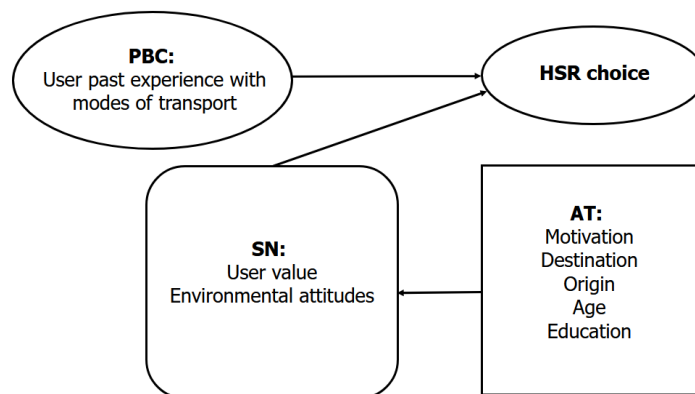 PBC:
User past experience with
modes of transport
HSR choice
SN:
User value
Environmental attitudes
AT:
Motivation
Destination
Origin
Age
Education